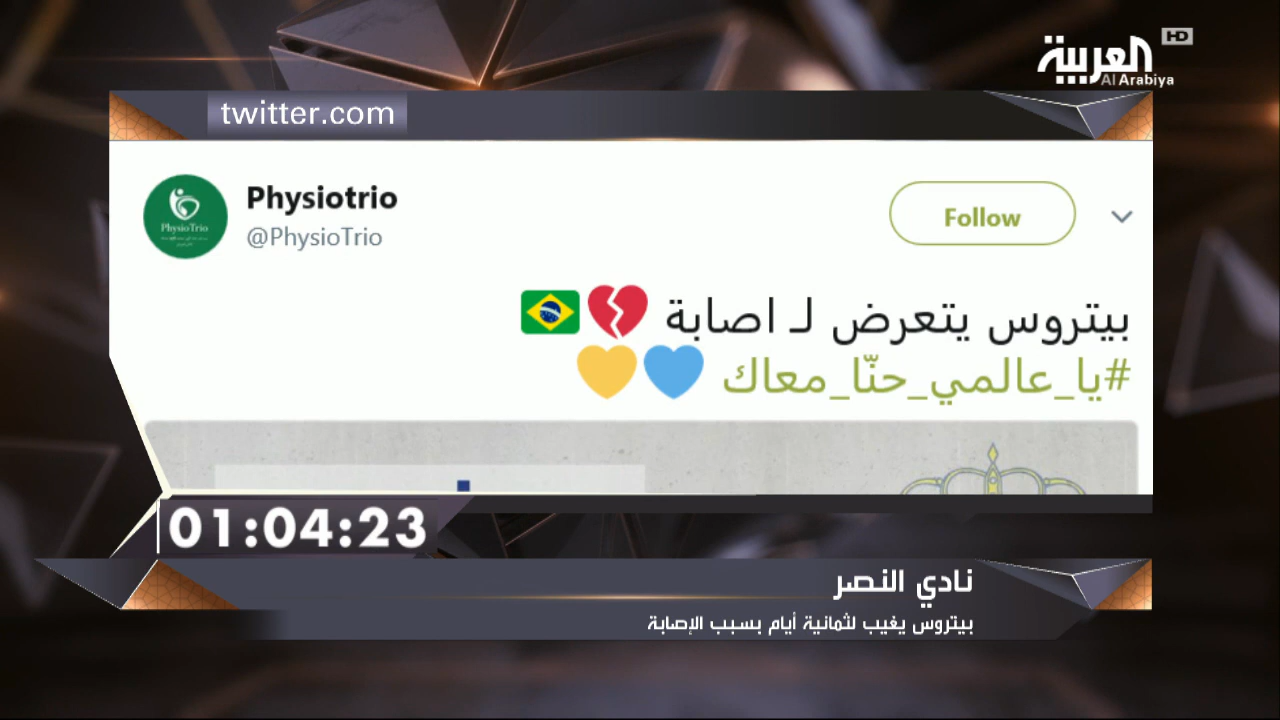 العربية HD
Al Arabiya
twitter.com
Physiotrio
@PhysioTrio
PhysioTrio
Follow
بيتروس يتعرض لـ اصابة 💔🇧🇷
#يا_عالمي_حنّا_معاك 💙💛
01:04:23
نادي النصر
بيتروس يغيب لثمانية أيام بسبب الإصابة